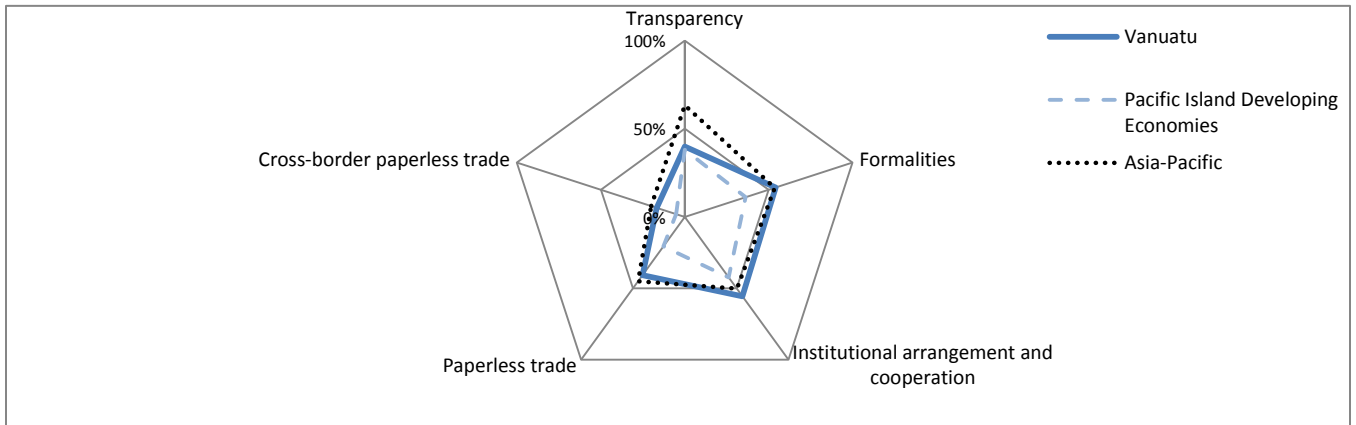 Transparency
100%
50%
0%
Formalities
Institutional arrangement and
cooperation
Paperless trade
Cross-border paperless trade
Vanuatu
Pacific Island Developing
Economies
Asia-Pacific